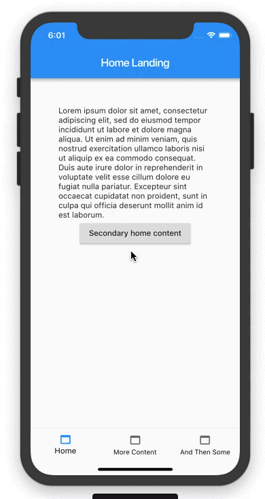 6:01
Home Landing
Lorem ipsum dolor sit amet, consectetur
adipiscing elit, sed do eiusmod tempor
incididunt ut labore et dolore magna
aliqua. Ut enim ad minim veniam, quis
nostrud exercitation ullamco laboris nisi
ut aliquip ex ea commodo consequat.
Duis aute irure dolor in reprehenderit in
voluptate velit esse cillum dolore eu
fugiat nulla pariatur. Excepteur sint
occaecat cupidatat non proident, sunt in
culpa qui officia deserunt mollit anim id
est laborum.
Secondary home content
Home More Content And Then Some